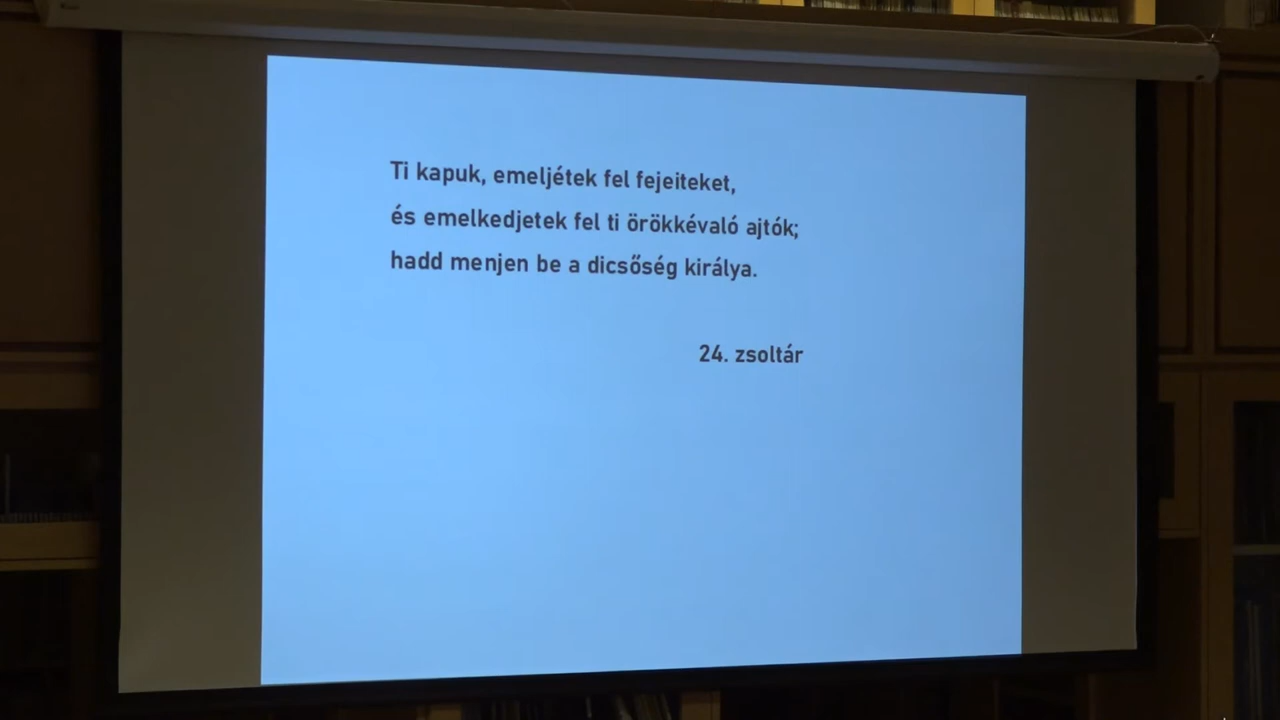 Ti kapuk, emeljétek fel fejeiteket,
és emelkedjetek fel ti örökkévaló ajtók;
hadd menjen be a dicsőség királya.
24. zsoltár